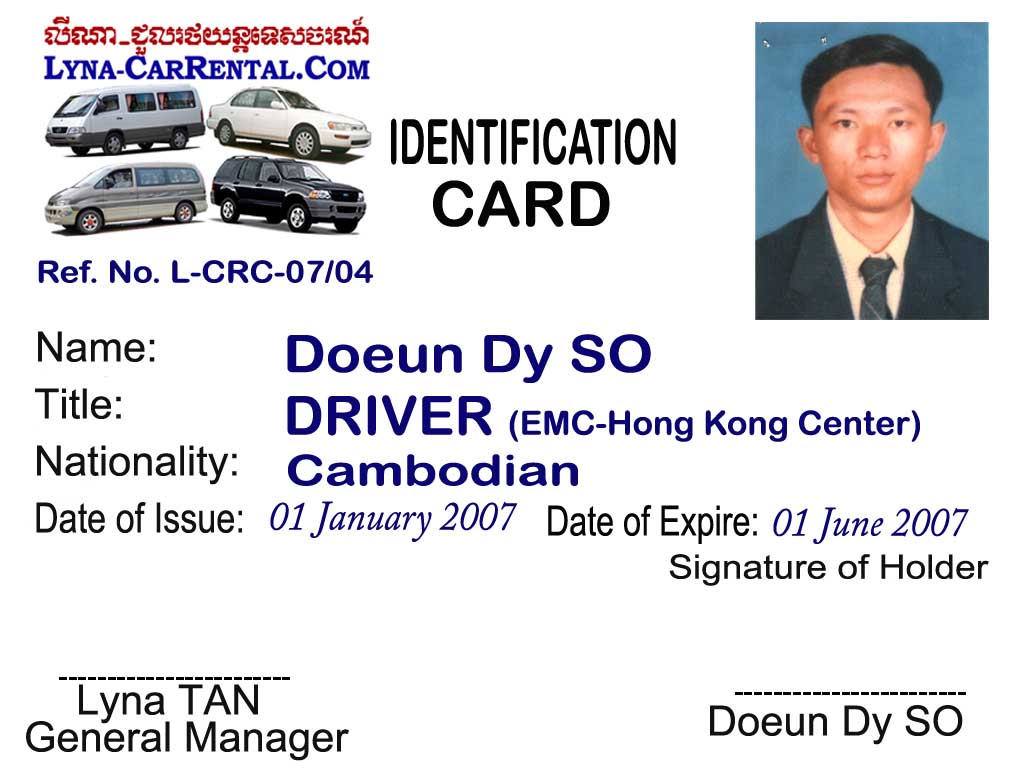 លីណា_ជួលរថយន្តទេសចរណ៍
LYNA-CARRENTAL.COM
IDENTIFICATION
CARD
Ref. No. L-CRC-07/04
Name: Doeun Dy SO
Title: DRIVER (EMC-Hong Kong Center)
Nationality: Cambodian
Date of Issue: 01 January 2007 Date of Expire: 01 June 2007
Signature of Holder
Lyna TAN
General Manager
Doeun Dy SO